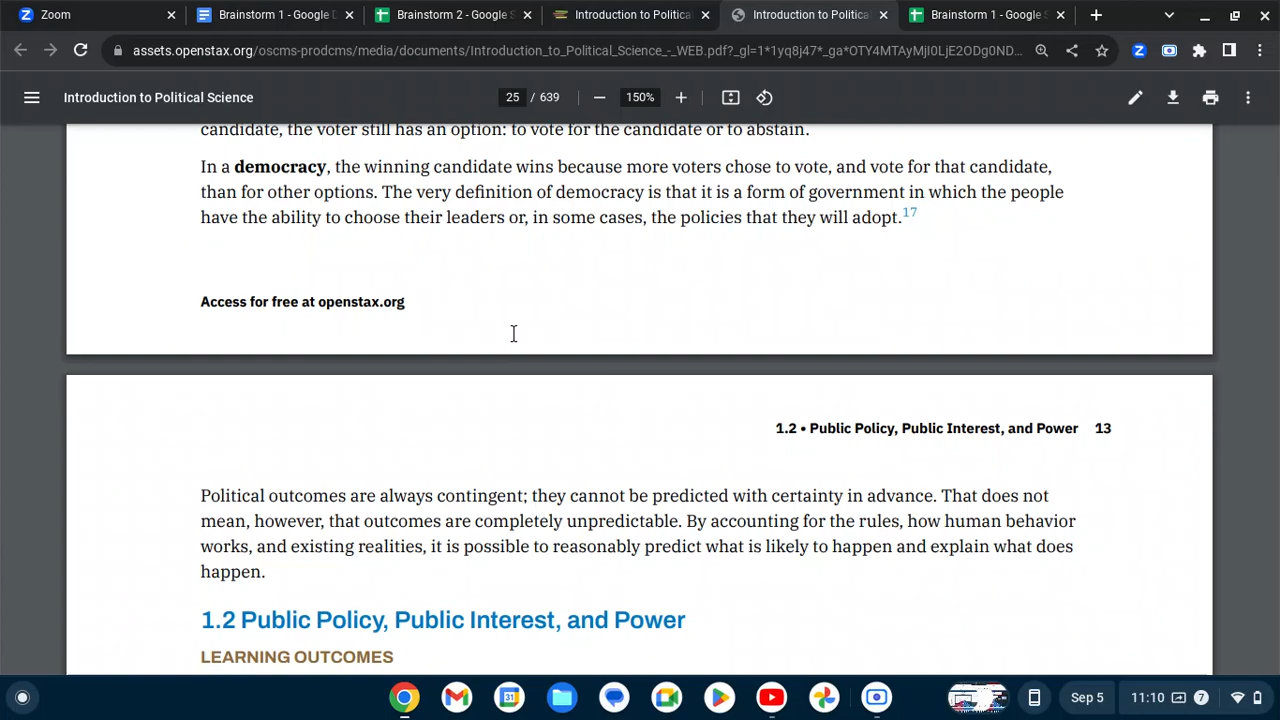 Zoom
Brainstorm 1 - Google D
Brainstorm 2 - Google S
Introduction to Politica
Introduction to Politica
Brainstorm 1 - Google S
assets.openstax.org/oscms-prodcms/media/documents/Introduction_to_Political_Science_-_WEB.pdf?_gl=1*1yq8j47*_ga*OTY4MTAyMjI0LjE2ODg0ND...
Introduction to Political Science
25 / 639
150%
candidate, the voter still has an option: to vote for the candidate or to abstain.
In a democracy, the winning candidate wins because more voters chose to vote, and vote for that candidate,
than for other options. The very definition of democracy is that it is a form of government in which the people
have the ability to choose their leaders or, in some cases, the policies that they will adopt.17
Access for free at openstax.org
1.2 • Public Policy, Public Interest, and Power 13
Political outcomes are always contingent; they cannot be predicted with certainty in advance. That does not
mean, however, that outcomes are completely unpredictable. By accounting for the rules, how human behavior
works, and existing realities, it is possible to reasonably predict what is likely to happen and explain what does
happen.
1.2 Public Policy, Public Interest, and Power
LEARNING OUTCOMES
31
Sep 5
11:10
7